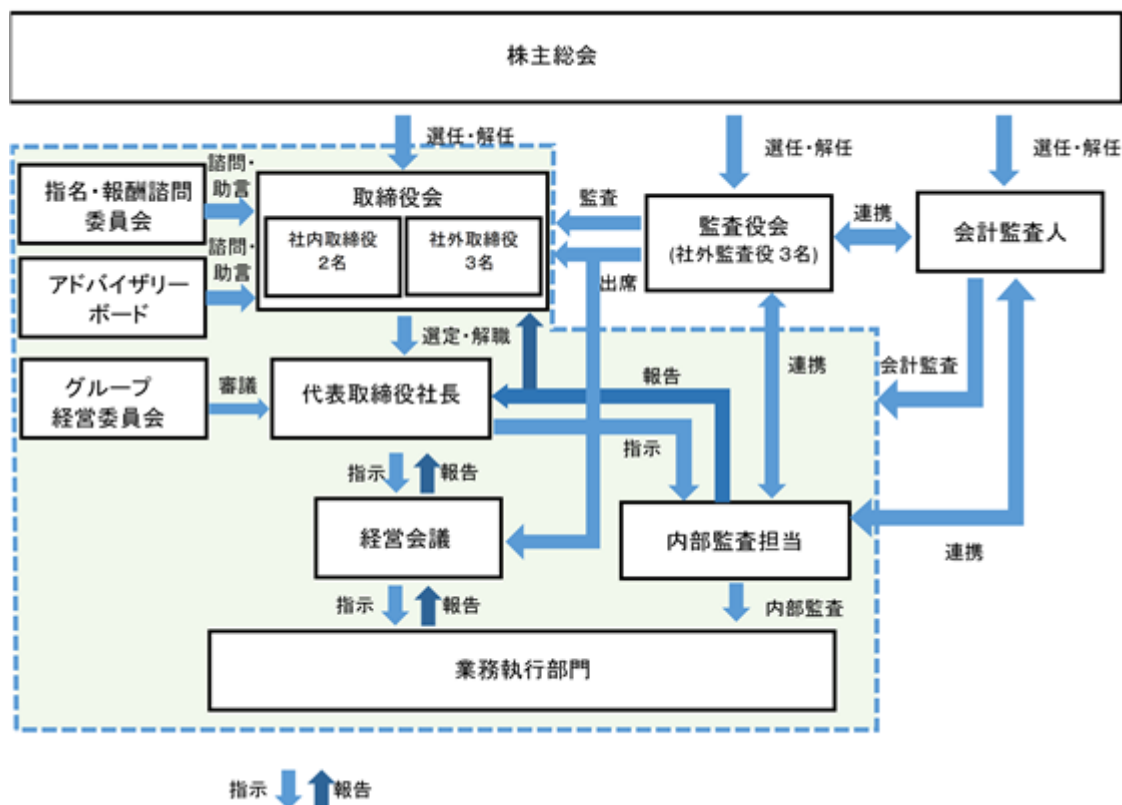 株主総会
選任・解任
選任・解任
選任・解任
指名・報酬諮問
委員会
諮問・
助言
取締役会
社内取締役
2名
社外取締役
3名
監査
出席
監査役会
(社外監査役 3名)
連携
会計監査人
アドバイザリー
ボード
諮問・
助言
選定・解職
グループ
経営委員会
審議
代表取締役社長
報告
指示
連携
会計監査
指示
報告
経営会議
内部監査担当
連携
指示
報告
内部監査
業務執行部門
指示
報告